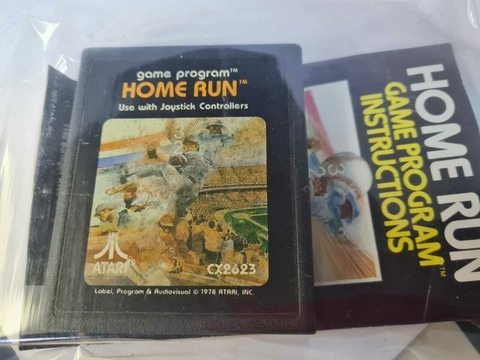 game program™
HOME RUN™
Use with Joystick Controllers
ATARI®
CX2623
Label, Program & Audiovisual © 1978 ATARI, INC.
HOME RUN
GAME PROGRAM™
INSTRUCTIONS